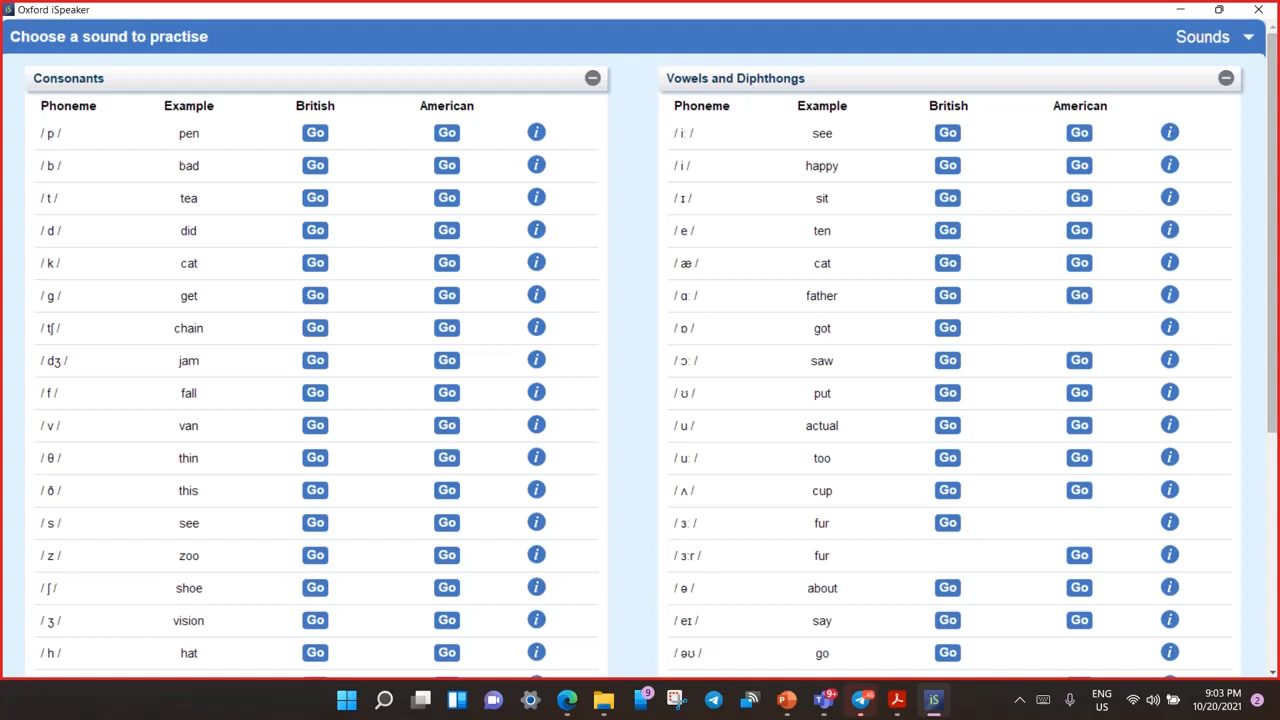 Oxford iSpeaker
Choose a sound to practise
Sounds
Consonants
Phoneme Example British American
/ p / pen Go Go i
/ b / bad Go Go i
/ t / tea Go Go i
/ d / did Go Go i
/ k / cat Go Go i
/ g / get Go Go i
/ tʃ / chain Go Go i
/ dʒ / jam Go Go i
/ f / fall Go Go i
/ v / van Go Go i
/ θ / thin Go Go i
/ ð / this Go Go i
/ s / see Go Go i
/ z / zoo Go Go i
/ ʃ / shoe Go Go i
/ ʒ / vision Go Go i
/ h / hat Go Go i
Vowels and Diphthongs
Phoneme Example British American
/ iː / see Go Go i
/ i / happy Go Go i
/ ɪ / sit Go Go i
/ e / ten Go Go i
/ æ / cat Go Go i
/ ɑː / father Go Go i
/ ɒ / got Go i
/ ɔː / saw Go Go i
/ ʊ / put Go Go i
/ u / actual Go Go i
/ uː / too Go Go i
/ ʌ / cup Go Go i
/ ɜː / fur Go i
/ ɜːr / fur Go i
/ ə / about Go Go i
/ eɪ / say Go Go i
/ əʊ / go Go i
9
9+
iS
ENG
US
9:03 PM
10/20/2021
2